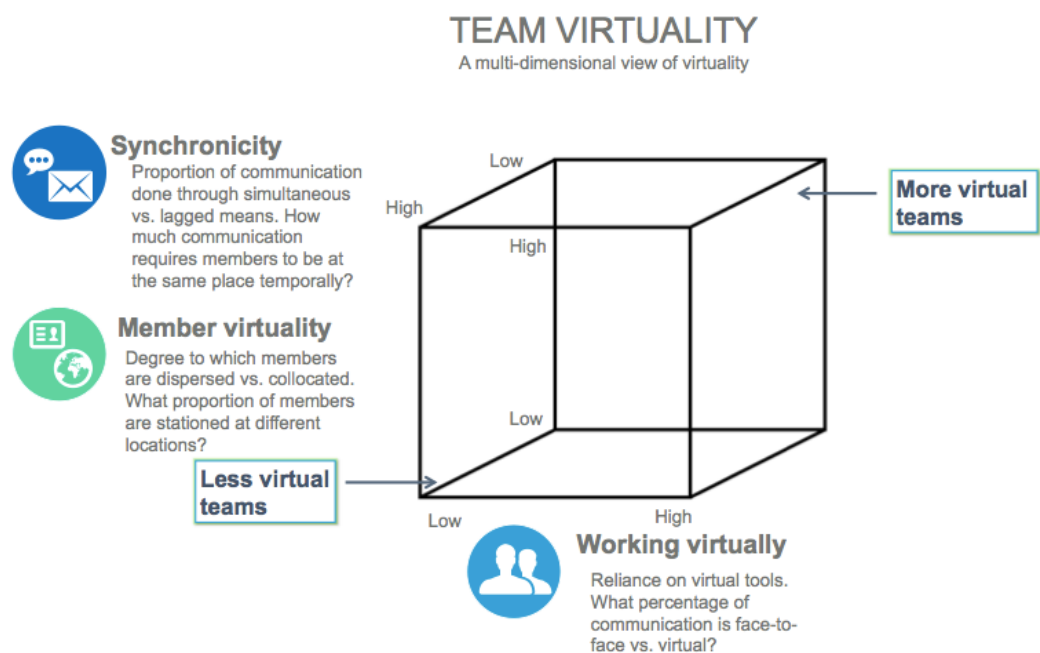 TEAM VIRTUALITY
A multi-dimensional view of virtuality
Synchronicity
Proportion of communication
done through simultaneous
vs. lagged means. How
much communication
requires members to be at
the same place temporally?
Member virtuality
Degree to which members
are dispersed vs. collocated.
What proportion of members
are stationed at different
locations?
Low
High
High
Low
More virtual
teams
Less virtual
teams
Low
High
Working virtually
Reliance on virtual tools.
What percentage of
communication is face-to-
face vs. virtual?